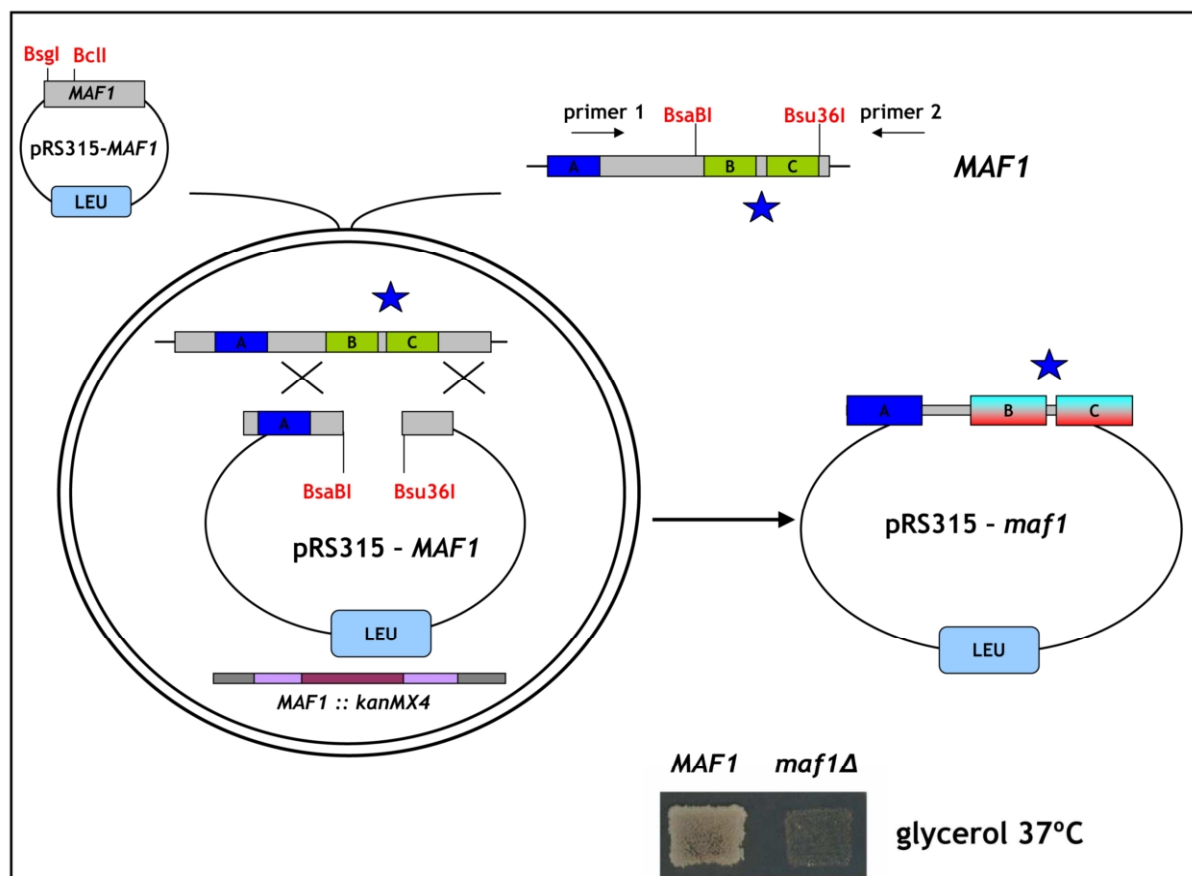 BsgI BclI
MAF1
pRS315-MAF1
LEU
primer 1 BsaBI Bsu36I primer 2
A B C
MAF1
A B C
A
BsaBI Bsu36I
pRS315 - MAF1
LEU
MAF1 :: kanMX4
A B C
pRS315 - maf1
LEU
MAF1 maf1Δ
glycerol 37ºC